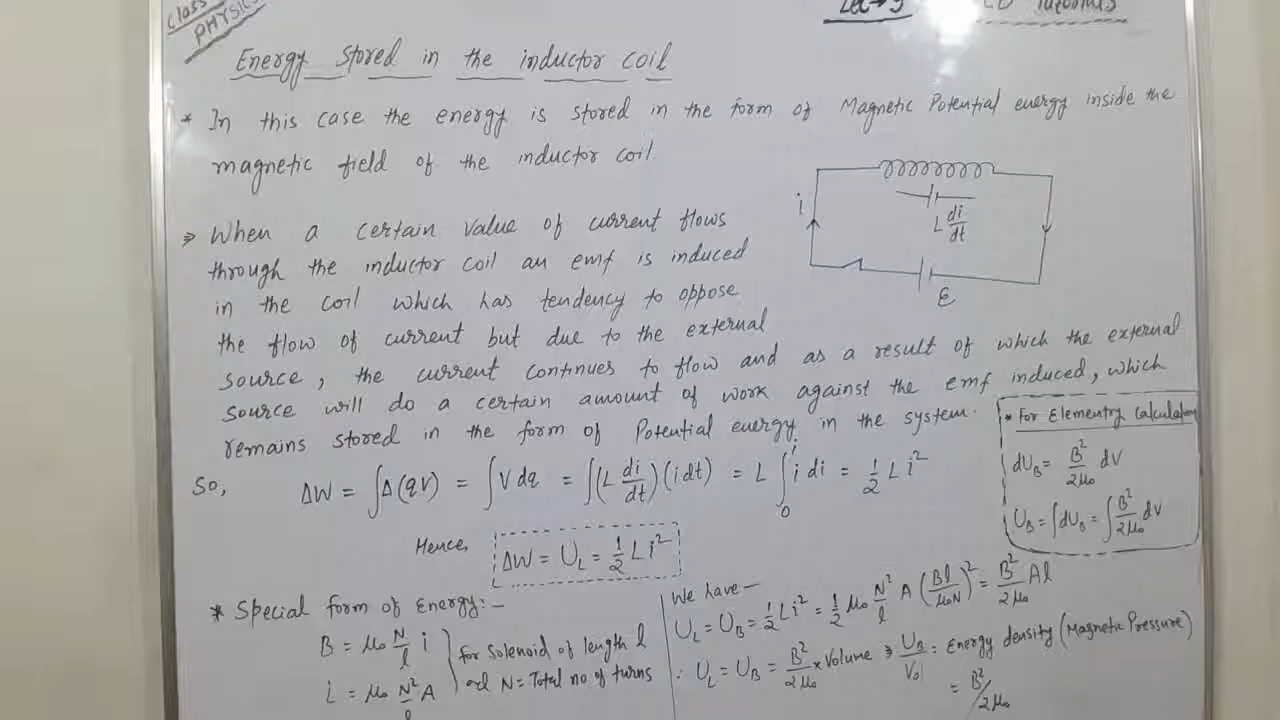 Class
PHYSICS
Lec → 5
Tutorials
Energy stored in the inductor coil
* In this case the energy is stored in the form of Magnetic Potential energy inside the
magnetic field of the inductor coil.
i
L di/dt
ε
⇒ When a certain value of current flows
through the inductor coil an emf is induced
in the coil which has tendency to oppose
the flow of current but due to the external
source, the current continues to flow and as a result of which the external
source will do a certain amount of work against the emf induced, which
remains stored in the form of Potential energy in the system.
* For Elementry Calculation
dU_B = B²/2μ₀ dV
U_B = ∫dU_B = ∫B²/2μ₀ dV
So, ΔW = ∫Δ(qV) = ∫V dq = ∫(L di/dt)(i dt) = L ∫₀ⁱ i di = 1/2 L i²
Hence, ΔW = U_L = 1/2 L i²
* Special form of Energy:-
B = μ₀ N/l i
L = μ₀ N²/l A
for solenoid of length l
and N = Total no. of turns
We have —
U_L = U_B = 1/2 L i² = 1/2 μ₀ N²/l A (Bl/μ₀N)² = B²/2μ₀ Al
∴ U_L = U_B = B²/2μ₀ × Volume ⇒ U_B/Vol = Energy density (Magnetic Pressure)
= B²/2μ₀